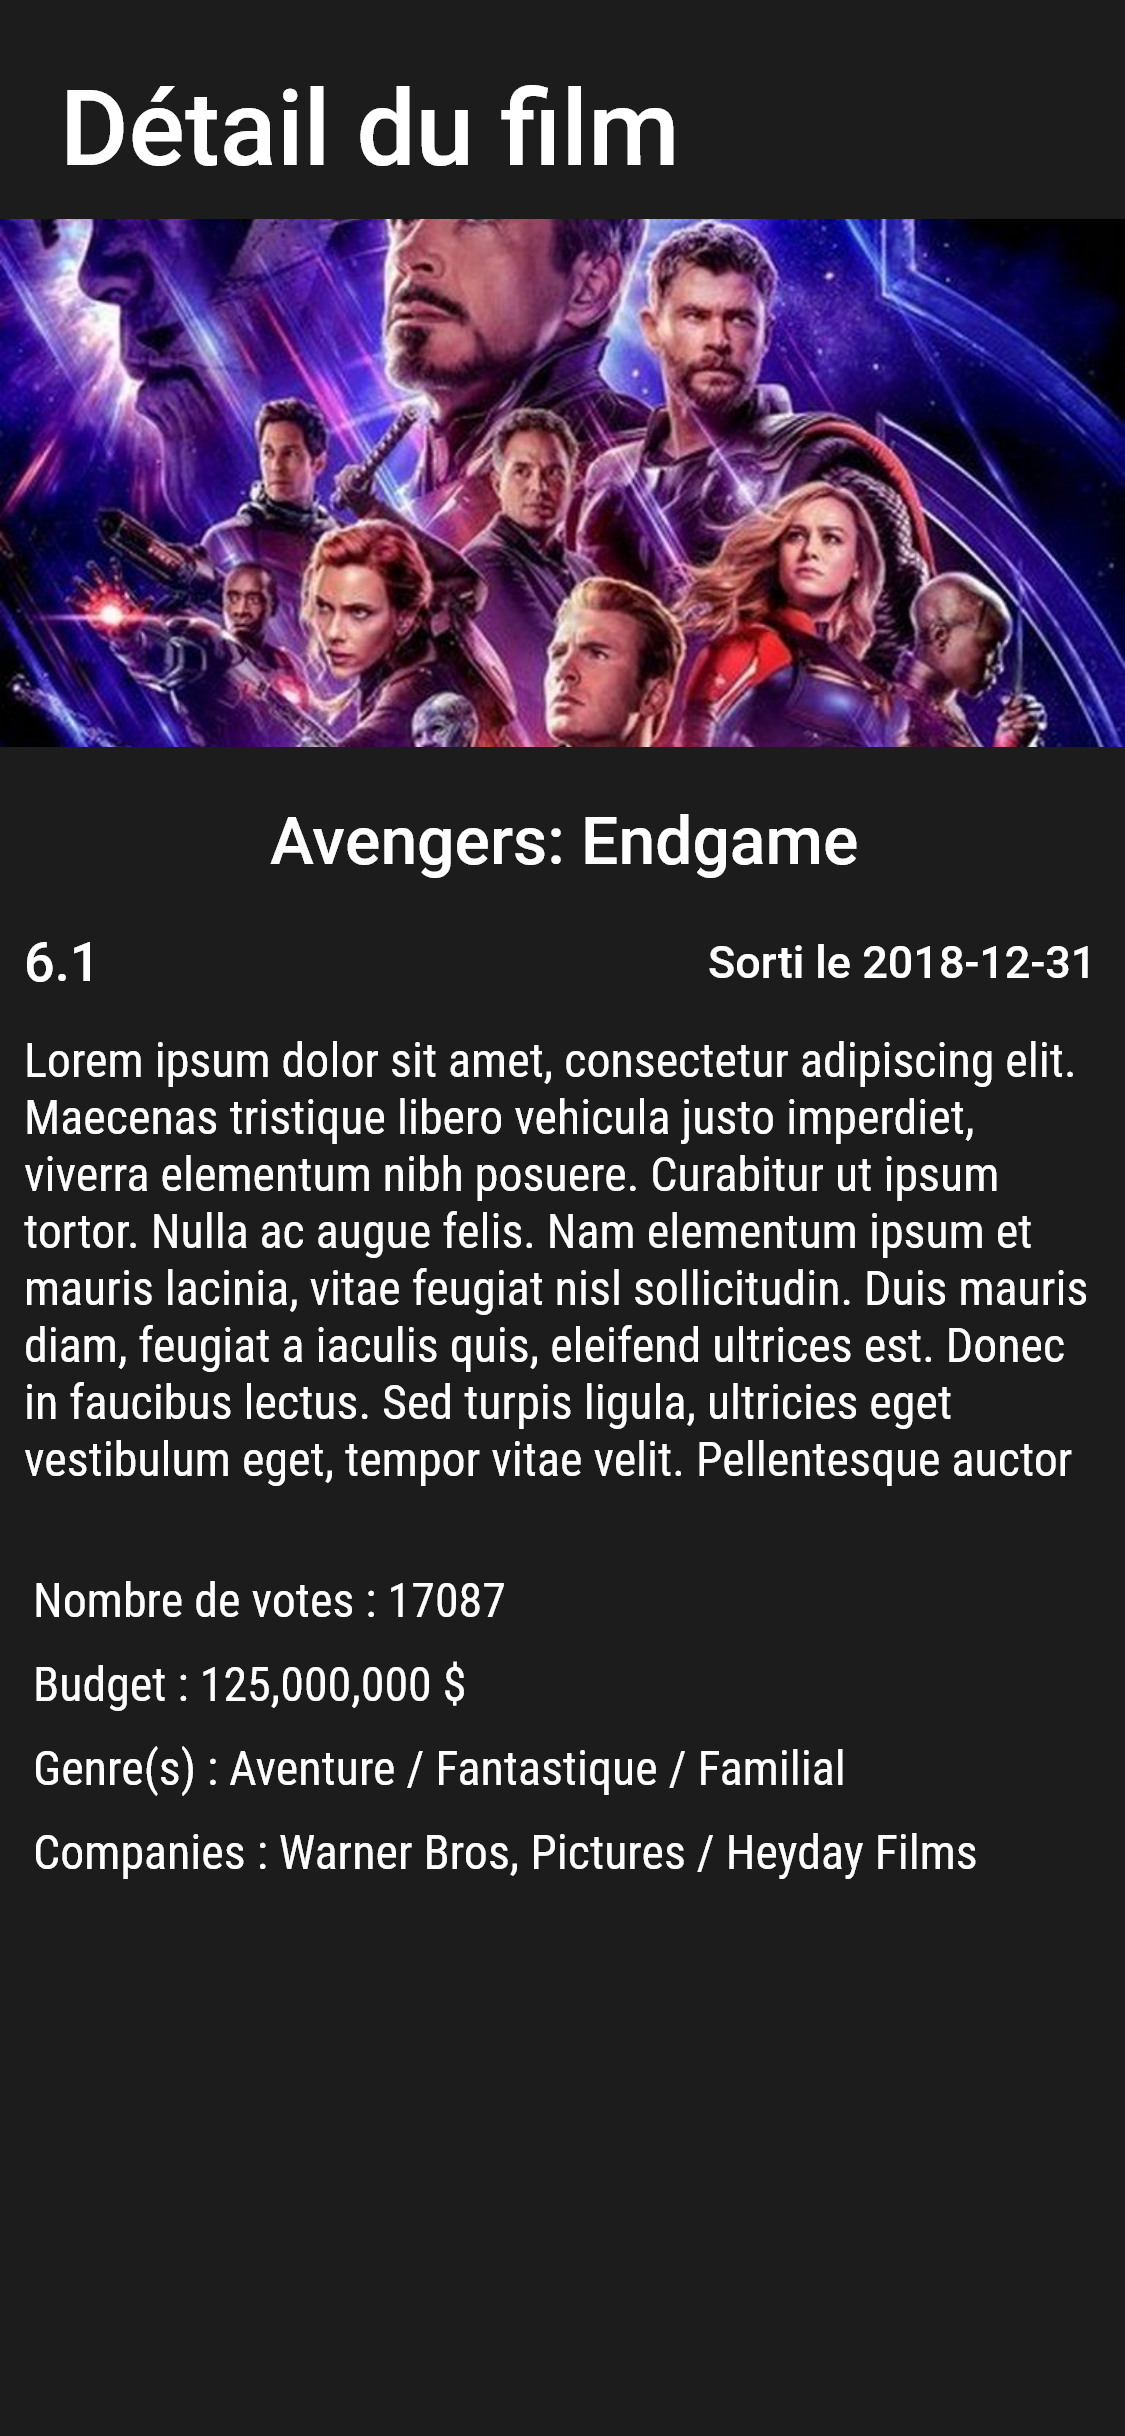 Détail du film
Avengers: Endgame
6.1
Sorti le 2018-12-31
Lorem ipsum dolor sit amet, consectetur adipiscing elit.
Maecenas tristique libero vehicula justo imperdiet,
viverra elementum nibh posuere. Curabitur ut ipsum
tortor. Nulla ac augue felis. Nam elementum ipsum et
mauris lacinia, vitae feugiat nisl sollicitudin. Duis mauris
diam, feugiat a iaculis quis, eleifend ultrices est. Donec
in faucibus lectus. Sed turpis ligula, ultricies eget
vestibulum eget, tempor vitae velit. Pellentesque auctor
Nombre de votes : 17087
Budget : 125,000,000 $
Genre(s) : Aventure / Fantastique / Familial
Companies : Warner Bros, Pictures / Heyday Films